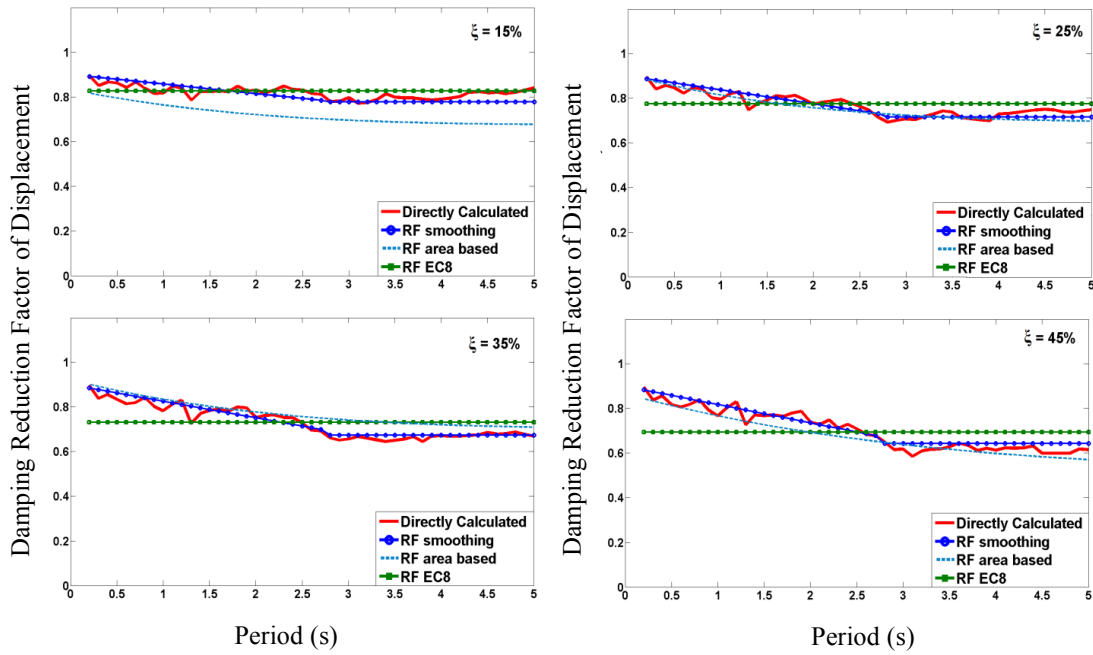 Damping Reduction Factor of Displacement
ξ = 15%
1
0.8
0.6
0.4
0.2
0
0 0.5 1 1.5 2 2.5 3 3.5 4 4.5 5
Directly Calculated
RF smoothing
RF area based
RF EC8
Damping Reduction Factor of Displacement
ξ = 25%
1
0.8
0.6
0.4
0.2
0
0 0.5 1 1.5 2 2.5 3 3.5 4 4.5 5
Directly Calculated
RF smoothing
RF area based
RF EC8
ξ = 35%
1
0.8
0.6
0.4
0.2
0
0 0.5 1 1.5 2 2.5 3 3.5 4 4.5 5
Directly Calculated
RF smoothing
RF area based
RF EC8
Period (s)
ξ = 45%
1
0.8
0.6
0.4
0.2
0
0 0.5 1 1.5 2 2.5 3 3.5 4 4.5 5
Directly Calculated
RF smoothing
RF area based
RF EC8
Period (s)